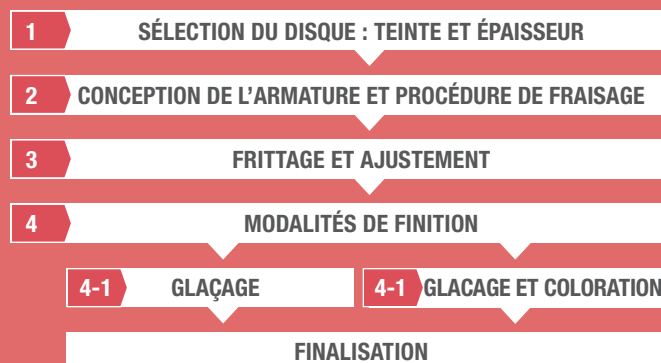 1 SÉLECTION DU DISQUE : TEINTE ET ÉPAISSEUR
2 CONCEPTION DE L'ARMATURE ET PROCÉDURE DE FRAISAGE
3 FRITTAGE ET AJUSTEMENT
4 MODALITÉS DE FINITION
4-1 GLAÇAGE 4-1 GLACAGE ET COLORATION
FINALISATION